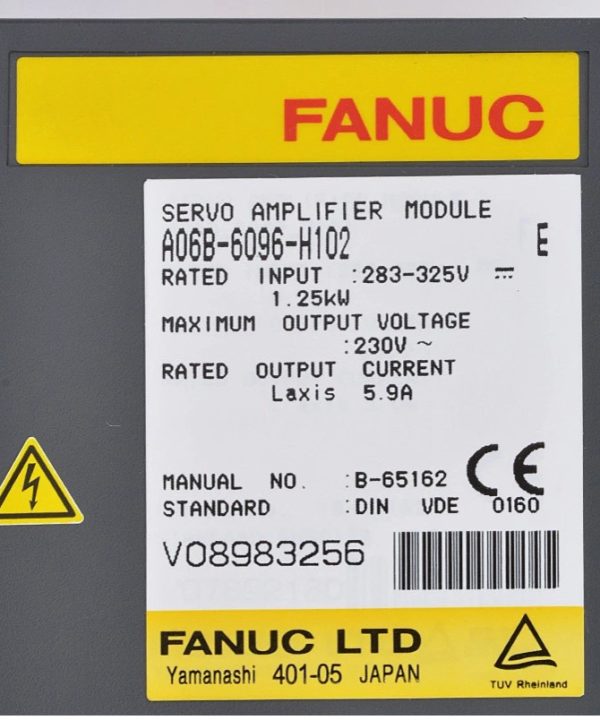 FANUC
SERVO AMPLIFIER MODULE
A06B-6096-H102 E
RATED INPUT :283-325V ⎓
1.25kW
MAXIMUM OUTPUT VOLTAGE
:230V ~
RATED OUTPUT CURRENT
Laxis 5.9A
MANUAL NO. :B-65162 CE
STANDARD :DIN VDE 0160
V08983256
FANUC LTD
Yamanashi 401-05 JAPAN
TUV Rheinland